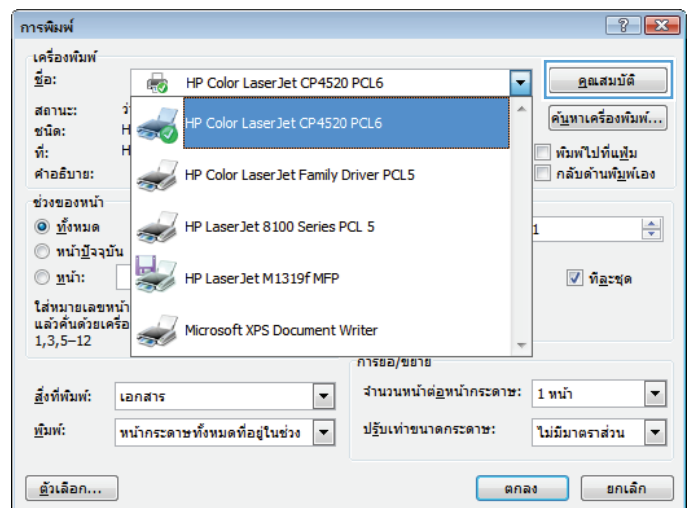 การพิมพ์
เครื่องพิมพ์
ชื่อ: HP Color LaserJet CP4520 PCL6 คุณสมบัติ
สถานะ: ว่
ชนิด: H ค้นหาเครื่องพิมพ์...
ที่: H พิมพ์ไปที่แฟ้ม
คำอธิบาย: กลับด้านพิมพ์เอง
HP Color LaserJet CP4520 PCL6
HP Color LaserJet Family Driver PCL5
HP LaserJet 8100 Series PCL 5
HP LaserJet M1319f MFP
Microsoft XPS Document Writer
ช่วงของหน้า
ทั้งหมด 1
หน้าปัจจุบัน
หน้า: ทีละชุด
ใส่หมายเลขหน้า
แล้วคั่นด้วยเครื่อ
1,3,5–12
การย่อ/ขยาย
สิ่งที่พิมพ์: เอกสาร จำนวนหน้าต่อหน้ากระดาษ: 1 หน้า
พิมพ์: หน้ากระดาษทั้งหมดที่อยู่ในช่วง ปรับเท่าขนาดกระดาษ: ไม่มีมาตราส่วน
ตัวเลือก... ตกลง ยกเลิก